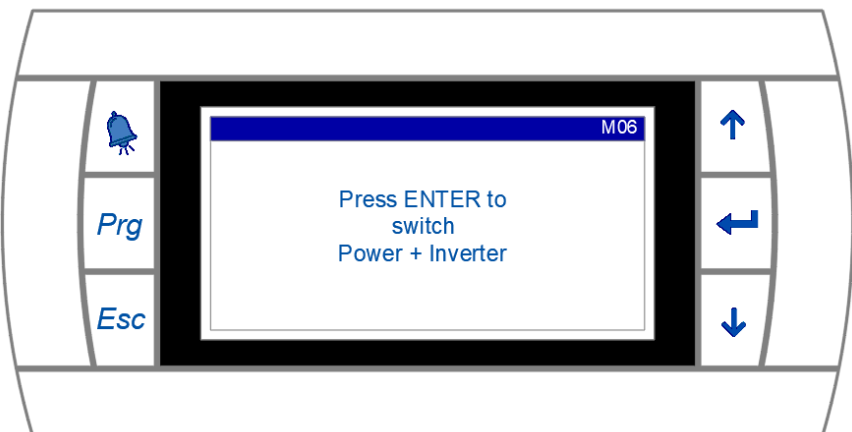 M06
Prg
Esc
Press ENTER to
switch
Power + Inverter